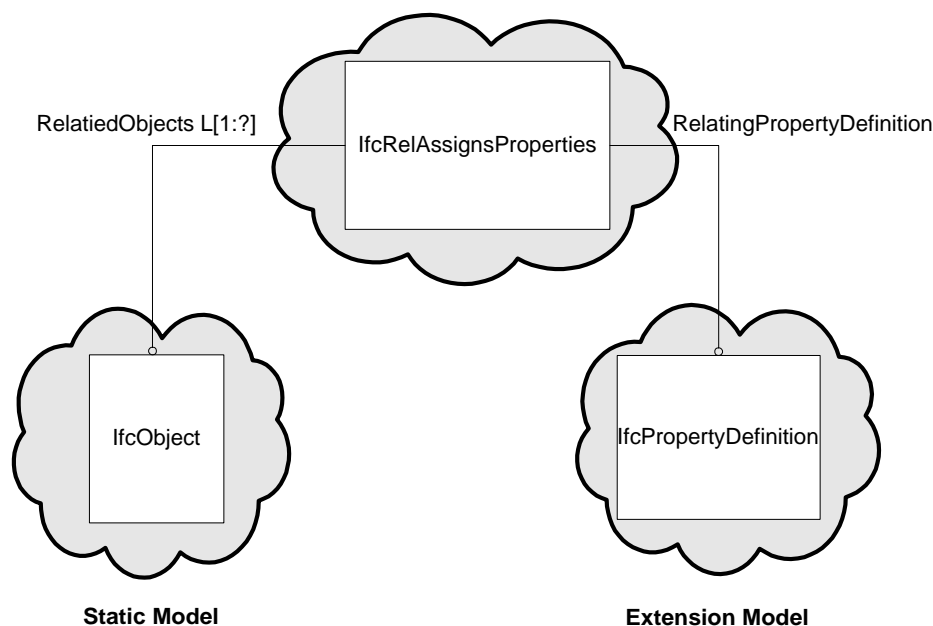 RelatiedObjects L[1:?]
IfcRelAssignsProperties
RelatingPropertyDefinition
IfcObject
IfcPropertyDefinition
Static Model
Extension Model